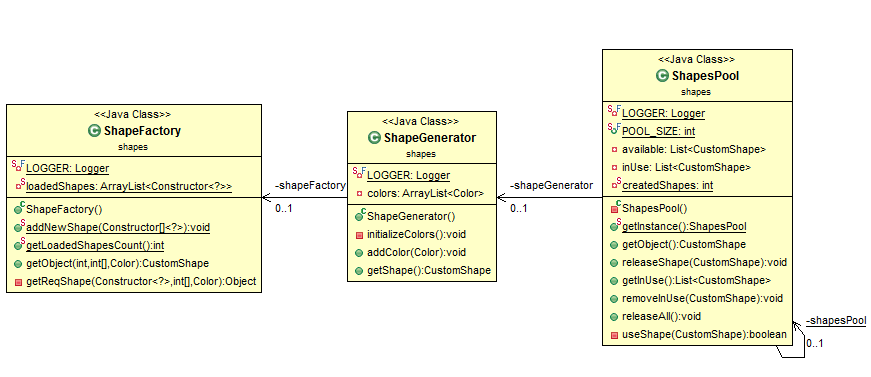 <<Java Class>>
ShapeFactory
shapes
LOGGER: Logger
loadedShapes: ArrayList<Constructor<?>>
ShapeFactory()
addNewShape(Constructor[]<?>):void
getLoadedShapesCount():int
getObject(int,int[],Color):CustomShape
getReqShape(Constructor<?>,int[],Color):Object
-shapeFactory
0..1
<<Java Class>>
ShapeGenerator
shapes
LOGGER: Logger
colors: ArrayList<Color>
ShapeGenerator()
initializeColors():void
addColor(Color):void
getShape():CustomShape
-shapeGenerator
0..1
<<Java Class>>
ShapesPool
shapes
LOGGER: Logger
POOL_SIZE: int
available: List<CustomShape>
inUse: List<CustomShape>
createdShapes: int
ShapesPool()
getInstance():ShapesPool
getObject():CustomShape
releaseShape(CustomShape):void
getInUse():List<CustomShape>
removeInUse(CustomShape):void
releaseAll():void
useShape(CustomShape):boolean
-shapesPool
0..1